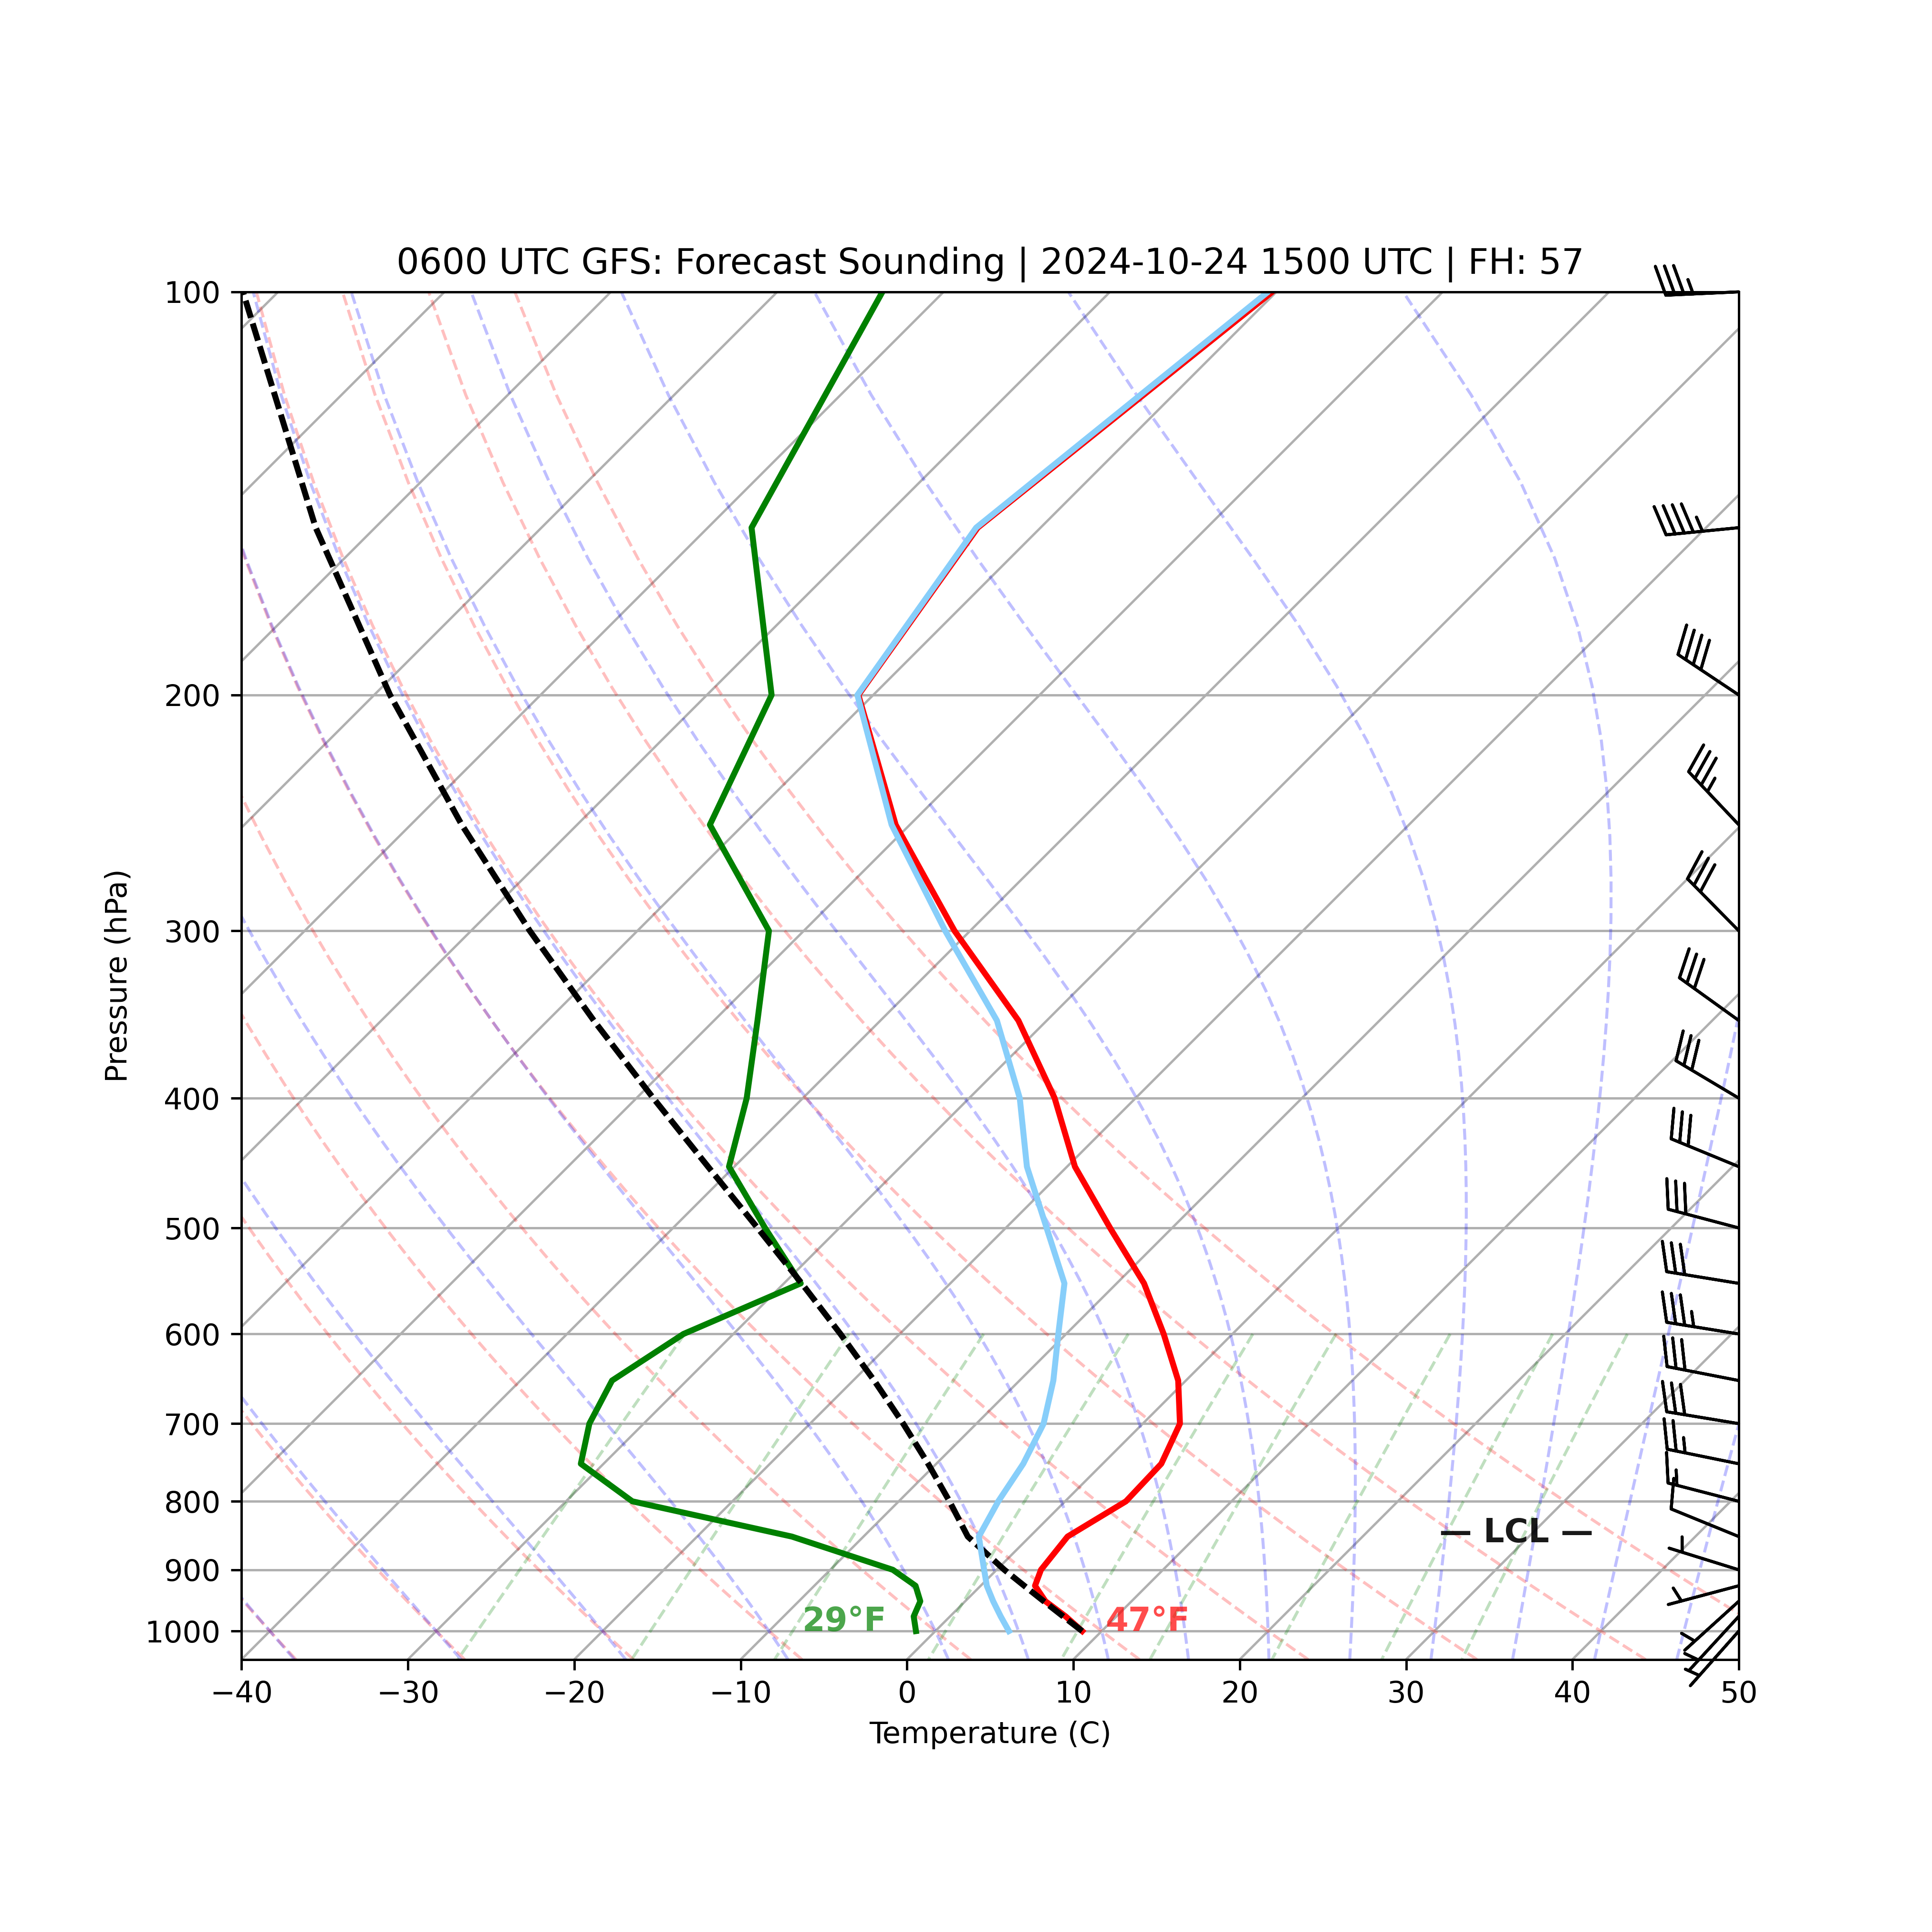 0600 UTC GFS: Forecast Sounding | 2024-10-24 1500 UTC | FH: 57
100
200
300
400
500
600
700
800
900
1000
Pressure (hPa)
— LCL —
29°F
47°F
−40 −30 −20 −10 0 10 20 30 40 50
Temperature (C)